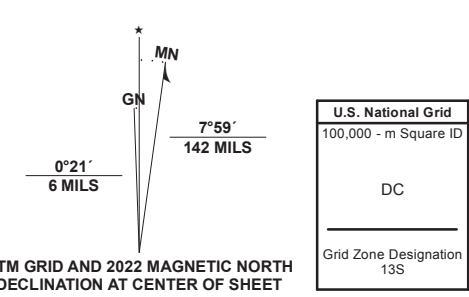 ★
MN
GN
7°59´
142 MILS
0°21´
6 MILS
TM GRID AND 2022 MAGNETIC NORTH
DECLINATION AT CENTER OF SHEET
U.S. National Grid
100,000 - m Square ID
DC
Grid Zone Designation
13S